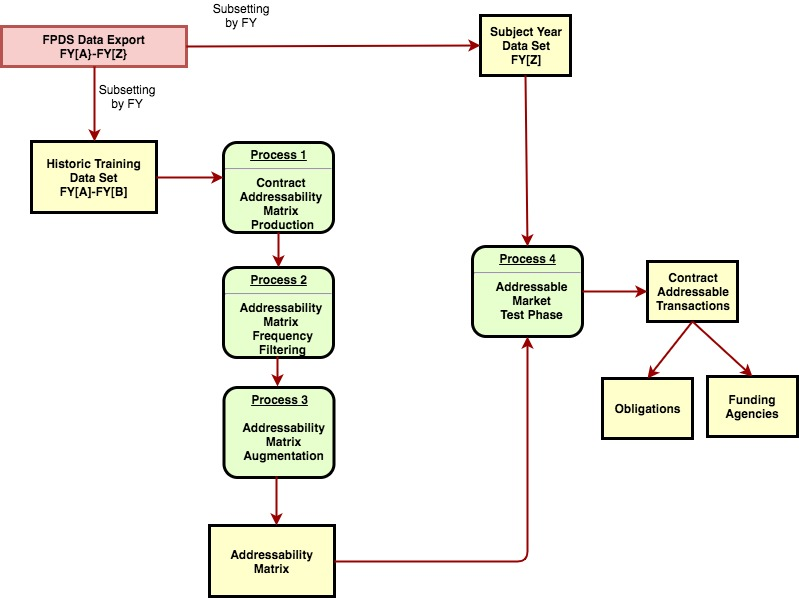 Subsetting
by FY
FPDS Data Export
FY[A}-FY[Z}
Subject Year
Data Set
FY[Z]
Subsetting
by FY
Historic Training
Data Set
FY[A]-FY[B]
Process 1
Contract
Addressability
Matrix
Production
Process 2
Addressability
Matrix
Frequency
Filtering
Process 3
Addressability
Matrix
Augmentation
Addressability
Matrix
Process 4
Addressable
Market
Test Phase
Contract
Addressable
Transactions
Obligations
Funding
Agencies